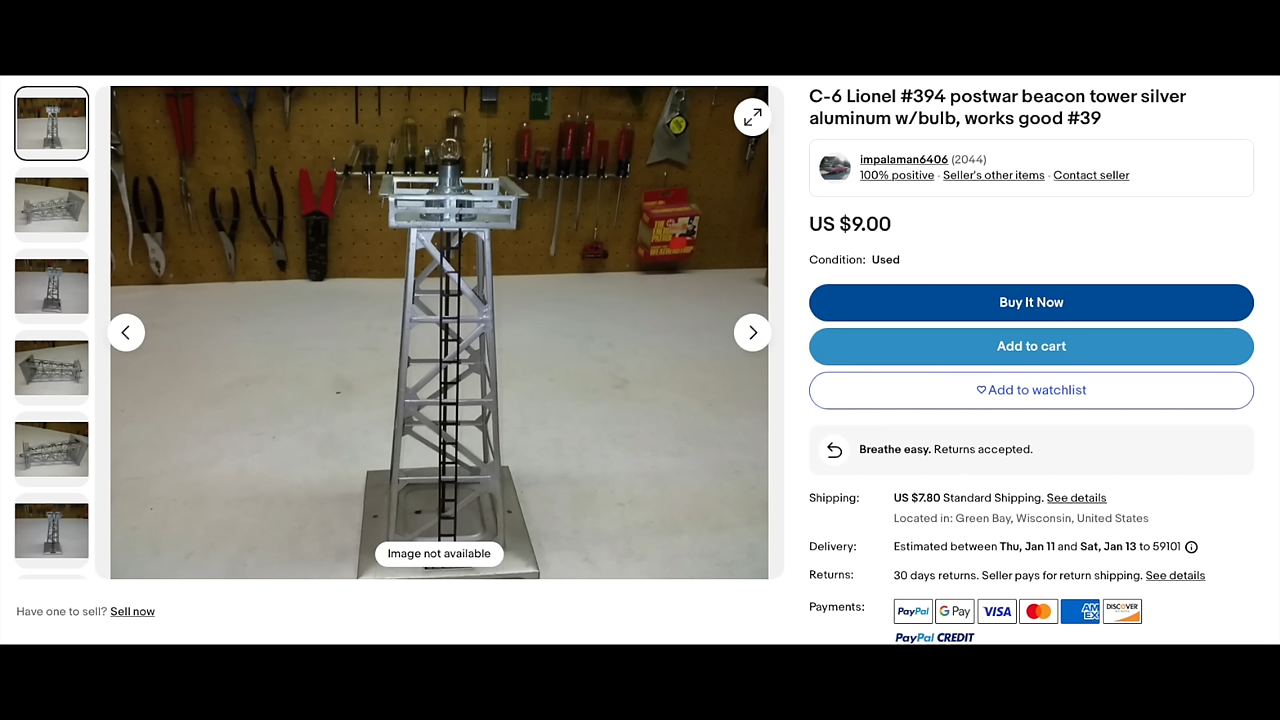 C-6 Lionel #394 postwar beacon tower silver
aluminum w/bulb, works good #39
impalaman6406 (2044)
100% positive · Seller's other items · Contact seller
US $9.00
Condition: Used
Buy It Now
Add to cart
Add to watchlist
Breathe easy. Returns accepted.
Shipping: US $7.80 Standard Shipping. See details
Located in: Green Bay, Wisconsin, United States
Delivery: Estimated between Thu, Jan 11 and Sat, Jan 13 to 59101
Returns: 30 days returns. Seller pays for return shipping. See details
Payments: PayPal G Pay VISA AM EX DISCOVER
PayPal CREDIT
Image not available
Have one to sell? Sell now